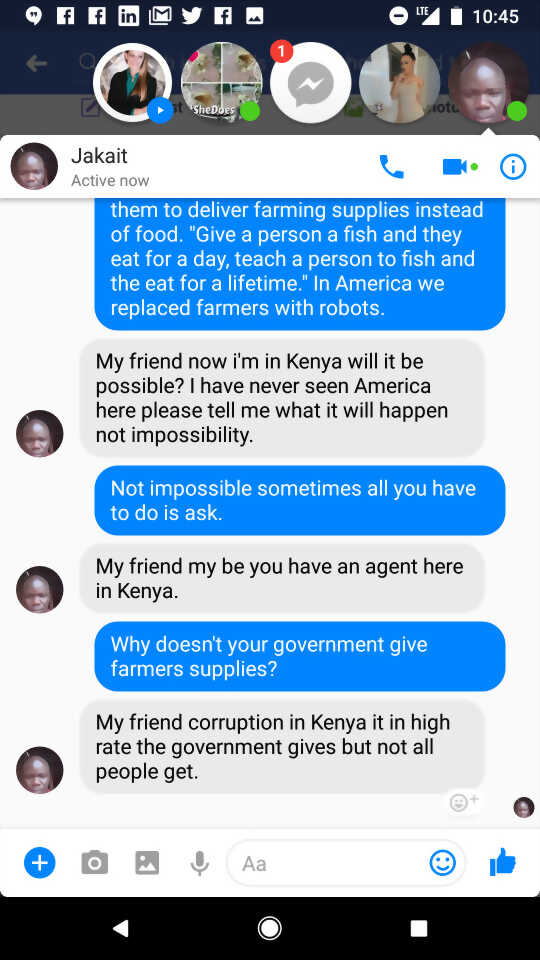 LTE 10:45
1
SheDoes
Jakait
Active now
them to deliver farming supplies instead
of food. "Give a person a fish and they
eat for a day, teach a person to fish and
the eat for a lifetime." In America we
replaced farmers with robots.
My friend now i'm in Kenya will it be
possible? I have never seen America
here please tell me what it will happen
not impossibility.
Not impossible sometimes all you have
to do is ask.
My friend my be you have an agent here
in Kenya.
Why doesn't your government give
farmers supplies?
My friend corruption in Kenya it in high
rate the government gives but not all
people get.
Aa